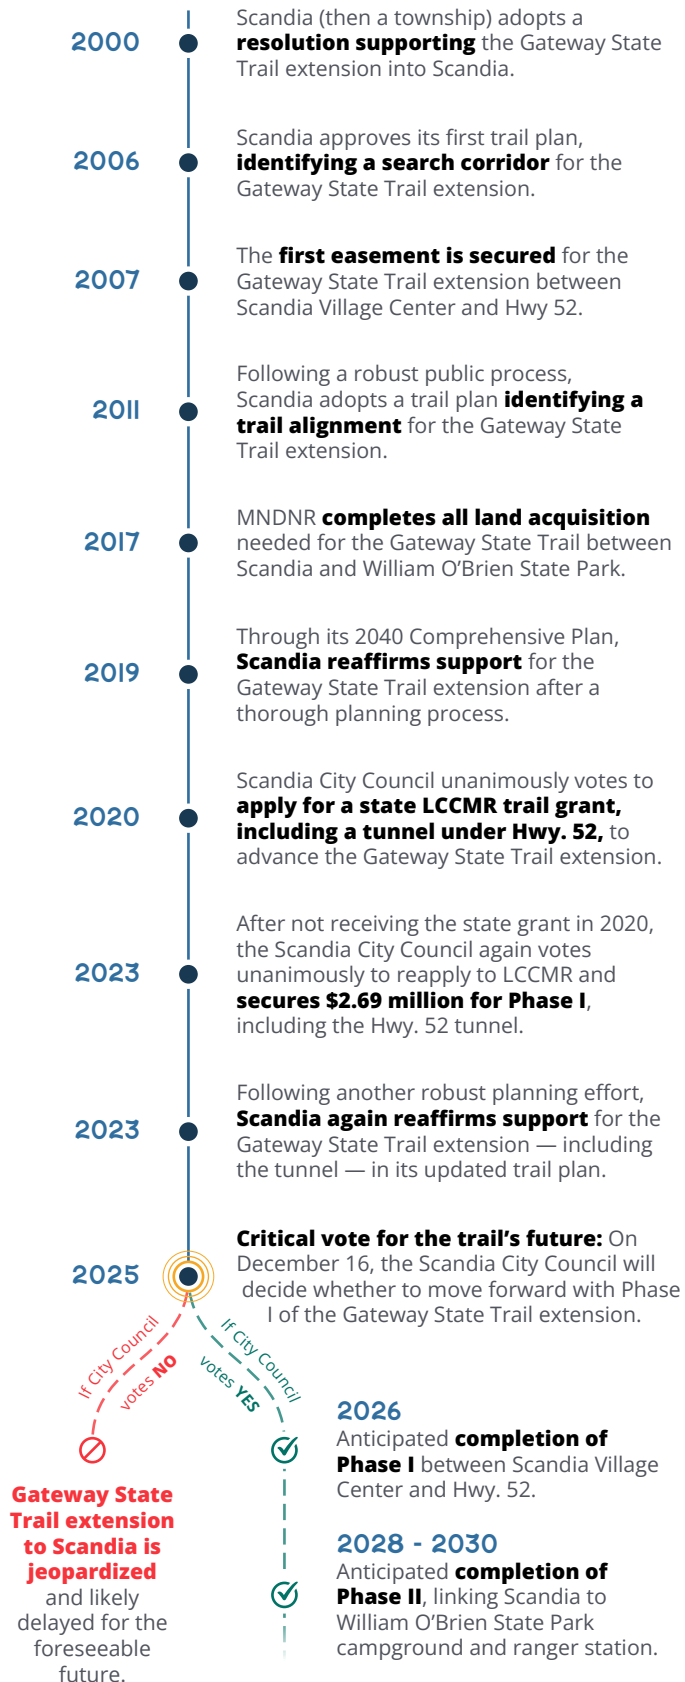 2000
Scandia (then a township) adopts a
resolution supporting the Gateway State
Trail extension into Scandia.
2006
Scandia approves its first trail plan,
identifying a search corridor for the
Gateway State Trail extension.
2007
The first easement is secured for the
Gateway State Trail extension between
Scandia Village Center and Hwy 52.
2011
Following a robust public process,
Scandia adopts a trail plan identifying a
trail alignment for the Gateway State
Trail extension.
2017
MNDNR completes all land acquisition
needed for the Gateway State Trail between
Scandia and William O’Brien State Park.
2019
Through its 2040 Comprehensive Plan,
Scandia reaffirms support for the
Gateway State Trail extension after a
thorough planning process.
2020
Scandia City Council unanimously votes to
apply for a state LCCMR trail grant,
including a tunnel under Hwy. 52, to
advance the Gateway State Trail extension.
2023
After not receiving the state grant in 2020,
the Scandia City Council again votes
unanimously to reapply to LCCMR and
secures $2.69 million for Phase I,
including the Hwy. 52 tunnel.
2023
Following another robust planning effort,
Scandia again reaffirms support for the
Gateway State Trail extension — including
the tunnel — in its updated trail plan.
2025
Critical vote for the trail’s future: On
December 16, the Scandia City Council will
decide whether to move forward with Phase
I of the Gateway State Trail extension.
If City Council
votes NO
Gateway State
Trail extension
to Scandia is
jeopardized
and likely
delayed for the
foreseeable
future.
If City Council
votes YES
2026
Anticipated completion of
Phase I between Scandia Village
Center and Hwy. 52.
2028 - 2030
Anticipated completion of
Phase II, linking Scandia to
William O’Brien State Park
campground and ranger station.